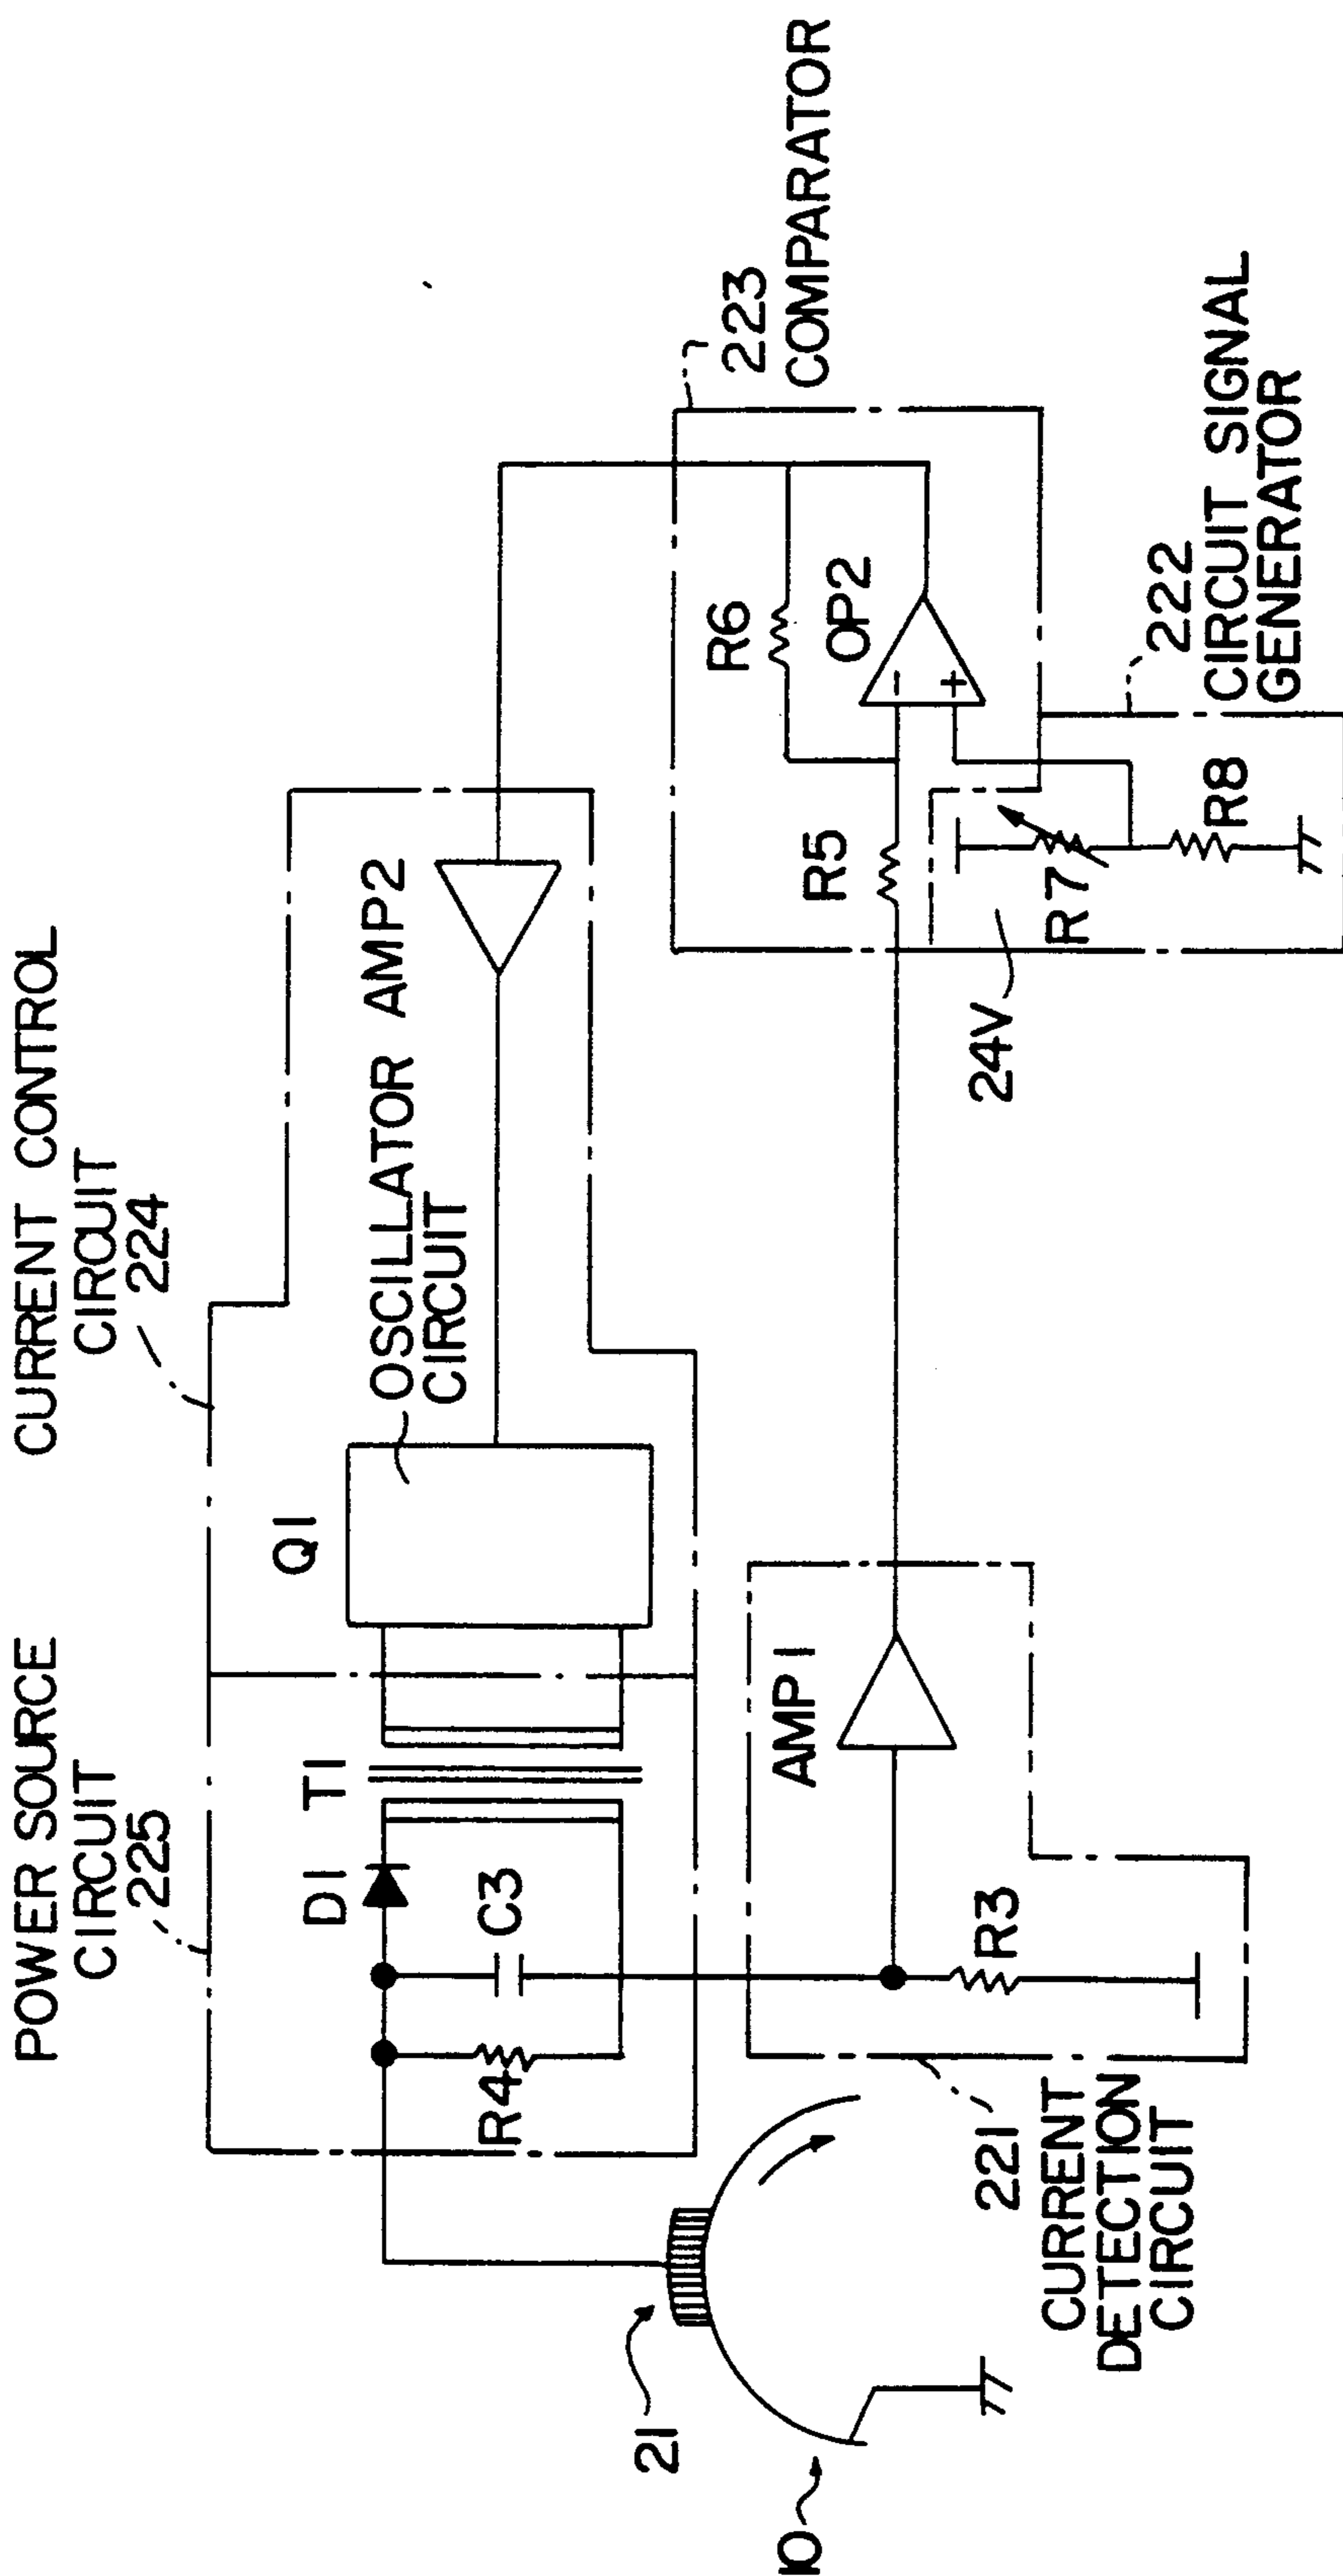 POWER SOURCE
CIRCUIT
225
CURRENT CONTROL
CIRCUIT
224
D1
T1
Q1
OSCILLATOR
CIRCUIT
AMP2
R4
C3
21
10
AMP1
R3
221
CURRENT
DETECTION
CIRCUIT
R6
OP2
−
+
R5
24V
R7
R8
223
COMPARATOR
222
CIRCUIT SIGNAL
GENERATOR